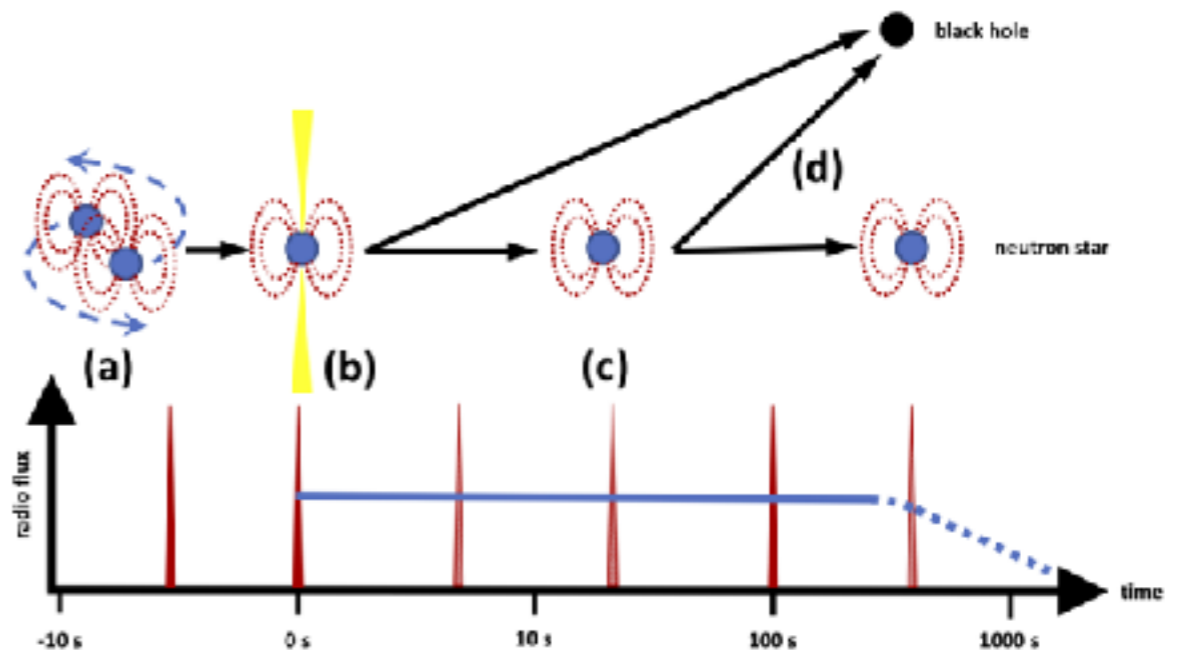 black hole
(d)
neutron star
(a)
(b)
(c)
radio flux
time
-10 s
0 s
10 s
100 s
1000 s